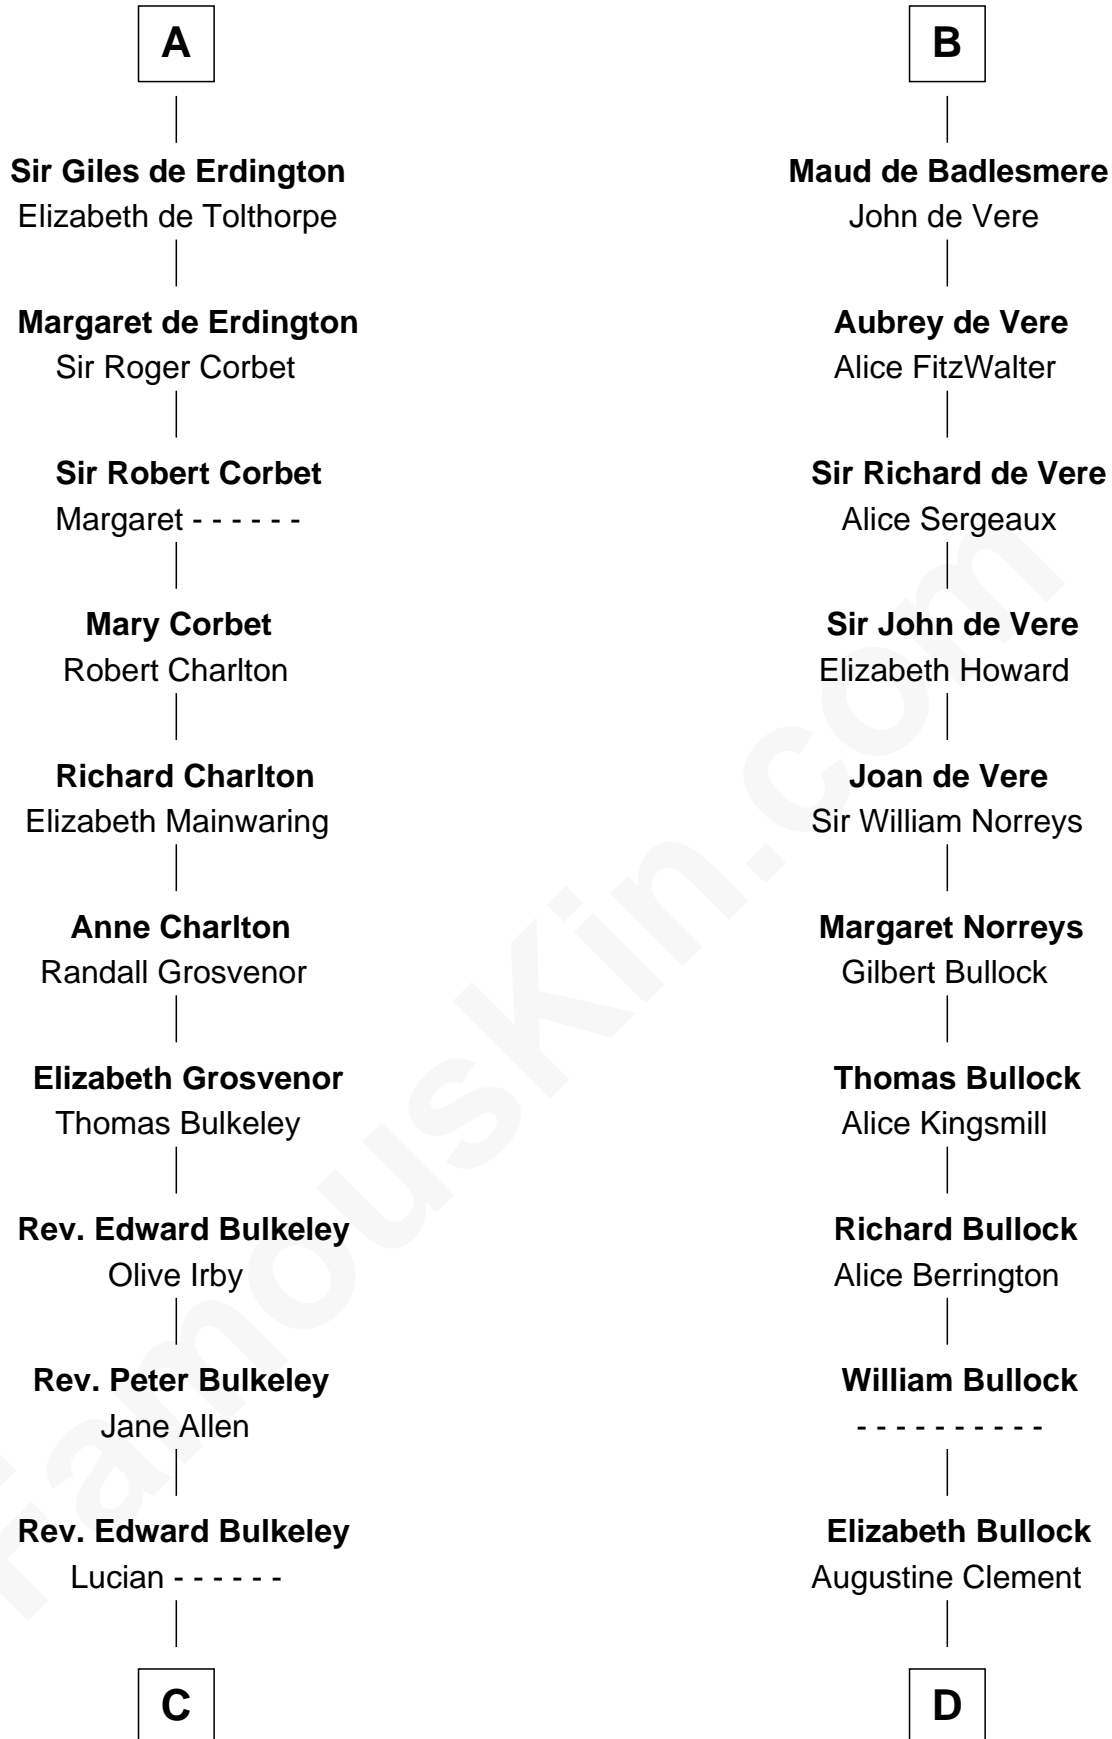 A
Sir Giles de Erdington
Elizabeth de Tolthorpe
Margaret de Erdington
Sir Roger Corbet
Sir Robert Corbet
Margaret - - - - - -
Mary Corbet
Robert Charlton
Richard Charlton
Elizabeth Mainwaring
Anne Charlton
Randall Grosvenor
Elizabeth Grosvenor
Thomas Bulkeley
Rev. Edward Bulkeley
Olive Irby
Rev. Peter Bulkeley
Jane Allen
Rev. Edward Bulkeley
Lucian - - - - - -
C
B
Maud de Badlesmere
John de Vere
Aubrey de Vere
Alice FitzWalter
Sir Richard de Vere
Alice Sergeaux
Sir John de Vere
Elizabeth Howard
Joan de Vere
Sir William Norreys
Margaret Norreys
Gilbert Bullock
Thomas Bullock
Alice Kingsmill
Richard Bullock
Alice Berrington
William Bullock
- - - - - - - - - -
Elizabeth Bullock
Augustine Clement
D
FamousKin.com